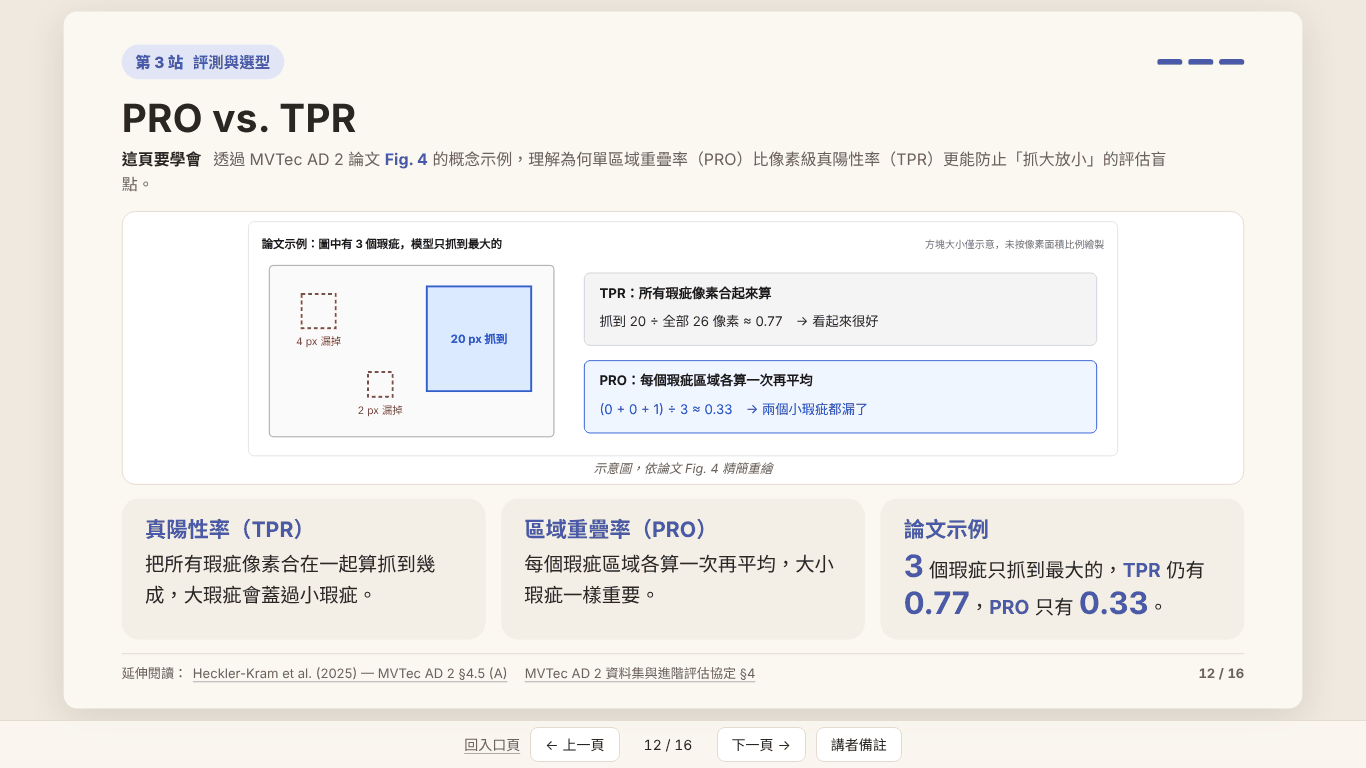 第 3 站 評測與選型
PRO vs. TPR
這頁要學會 透過 MVTec AD 2 論文 Fig. 4 的概念示例，理解為何單區域重疊率（PRO）比像素級真陽性率（TPR）更能防止「抓大放小」的評估盲
點。
論文示例：圖中有 3 個瑕疵，模型只抓到最大的
方塊大小僅示意，未按像素面積比例繪製
4 px 漏掉
20 px 抓到
2 px 漏掉
TPR：所有瑕疵像素合起來算
抓到 20 ÷ 全部 26 像素 ≈ 0.77 → 看起來很好
PRO：每個瑕疵區域各算一次再平均
(0 + 0 + 1) ÷ 3 ≈ 0.33 → 兩個小瑕疵都漏了
示意圖，依論文 Fig. 4 精簡重繪
真陽性率（TPR）
把所有瑕疵像素合在一起算抓到幾
成，大瑕疵會蓋過小瑕疵。
區域重疊率（PRO）
每個瑕疵區域各算一次再平均，大小
瑕疵一樣重要。
論文示例
3 個瑕疵只抓到最大的，TPR 仍有
0.77，PRO 只有 0.33。
延伸閱讀： Heckler-Kram et al. (2025) — MVTec AD 2 §4.5 (A) MVTec AD 2 資料集與進階評估協定 §4
12 / 16
回入口頁 ← 上一頁 12 / 16 下一頁 → 講者備註